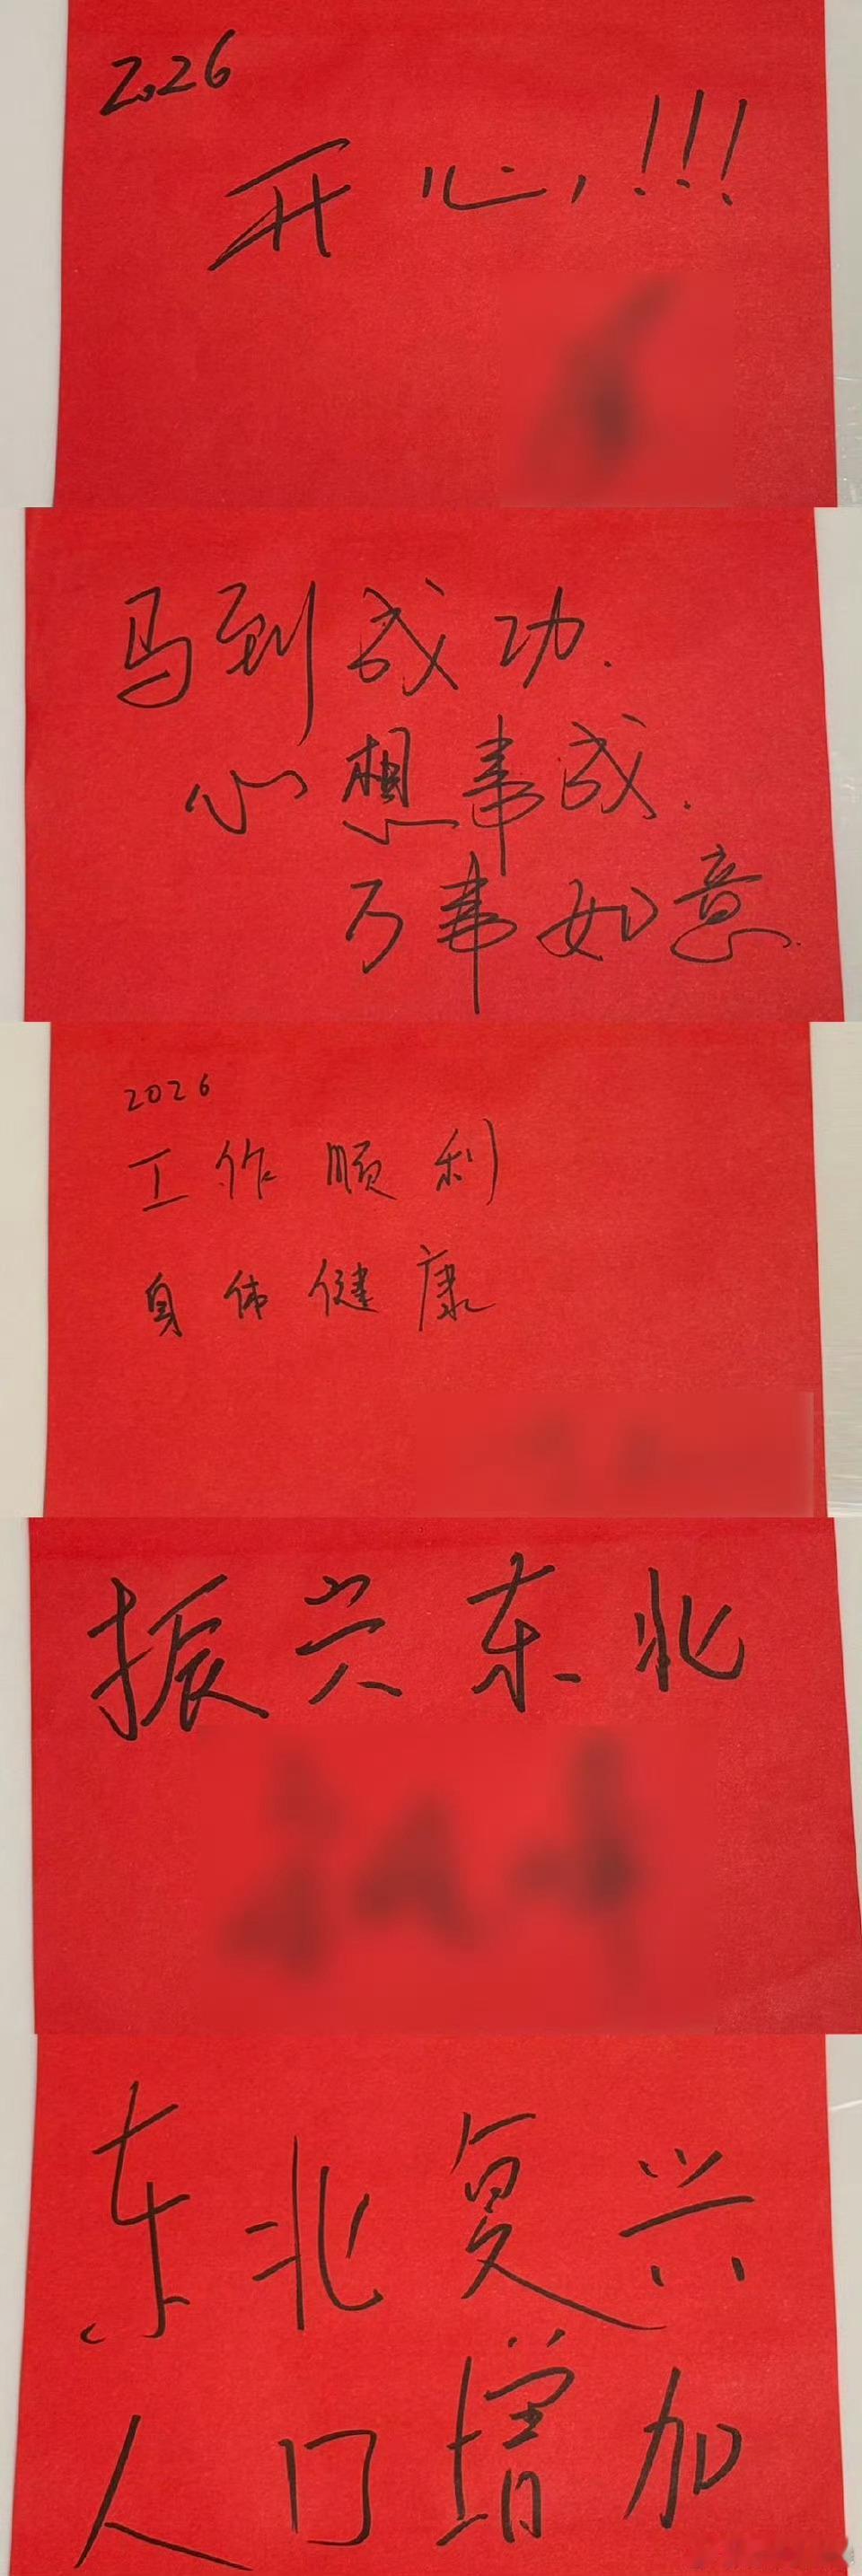 2026
开心,!!!
马到成功.
心想事成.
万事如意.
2026
工作顺利
身体健康
振兴东北
东北复兴
人口增加